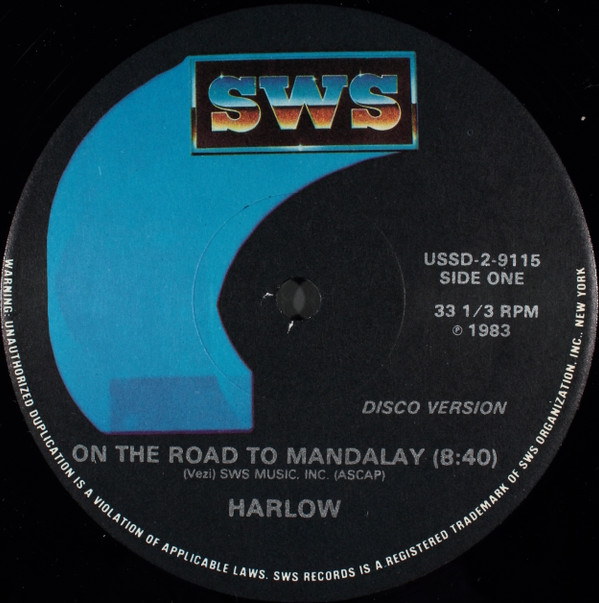 SWS
USSD-2-9115
SIDE ONE
33 1/3 RPM
℗ 1983
DISCO VERSION
ON THE ROAD TO MANDALAY (8:40)
(Vezi) SWS MUSIC, INC. (ASCAP)
HARLOW
WARNING: UNAUTHORIZED DUPLICATION IS A VIOLATION OF APPLICABLE LAWS. SWS RECORDS IS A REGISTERED TRADEMARK OF SWS ORGANIZATION, INC., NEW YORK